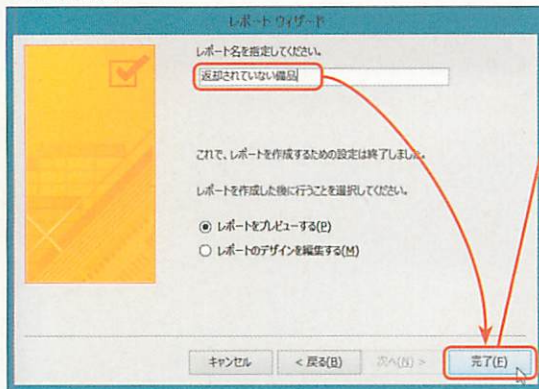 レポート ウィザード
レポート名を指定してください。
返却されていない備品
これで、レポートを作成するための設定は終了しました。
レポートを作成した後に行うことを選択してください。
レポートをプレビューする(P)
レポートのデザインを編集する(M)
キャンセル < 戻る(B) 次へ(N) > 完了(F)